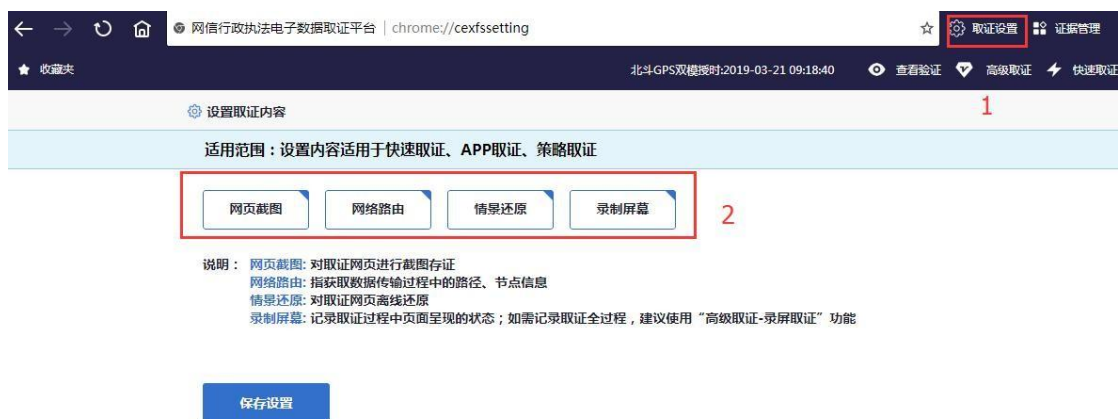 网信行政执法电子数据取证平台 | chrome://cexfssetting 取证设置 证据管理
收藏夹 北斗GPS双模授时:2019-03-21 09:18:40 查看验证 高级取证 快速取证
设置取证内容 1
适用范围：设置内容适用于快速取证、APP取证、策略取证
网页截图 网络路由 情景还原 录制屏幕 2
说明： 网页截图: 对取证网页进行截图存证
网络路由: 指获取数据传输过程中的路径、节点信息
情景还原: 对取证网页离线还原
录制屏幕: 记录取证过程中页面呈现的状态；如需记录取证全过程，建议使用“高级取证-录屏取证”功能
保存设置